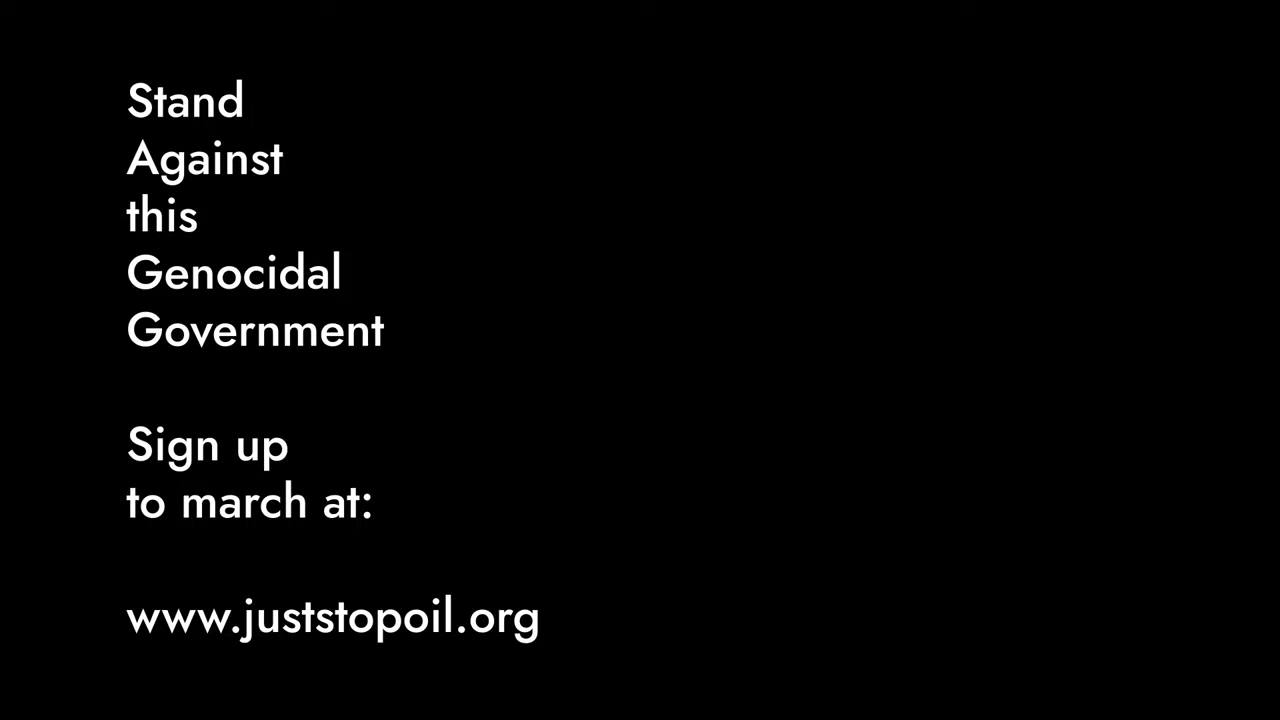 Stand
Against
this
Genocidal
Government
Sign up
to march at:
www.juststopoil.org